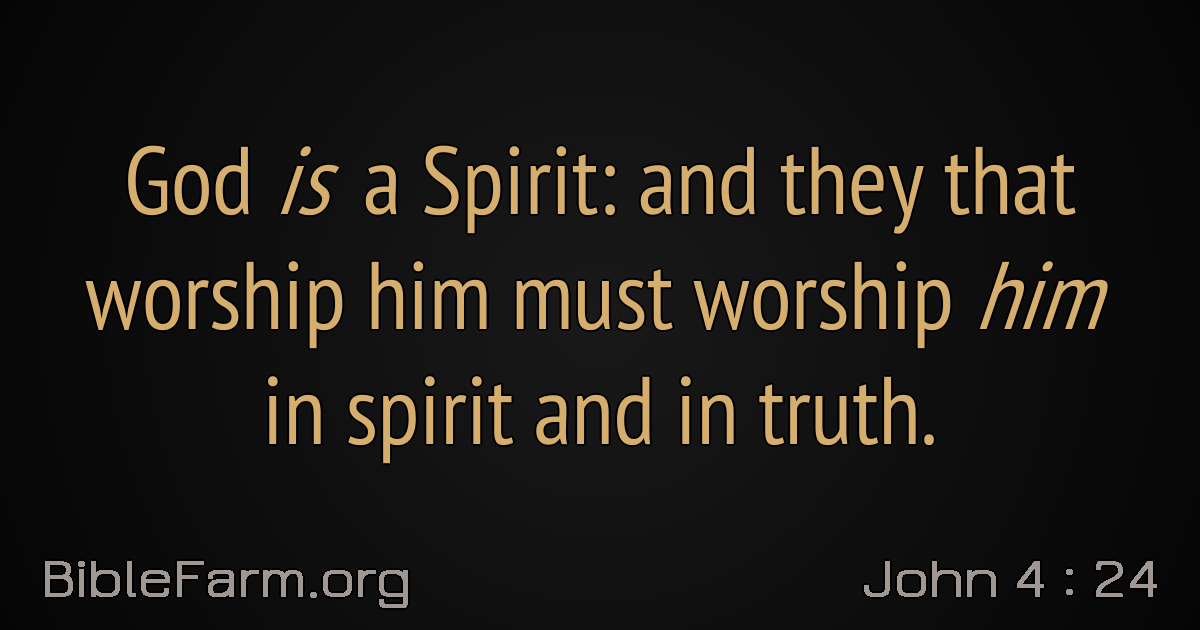 God is a Spirit: and they that
worship him must worship him
in spirit and in truth.
BibleFarm.org
John 4 : 24